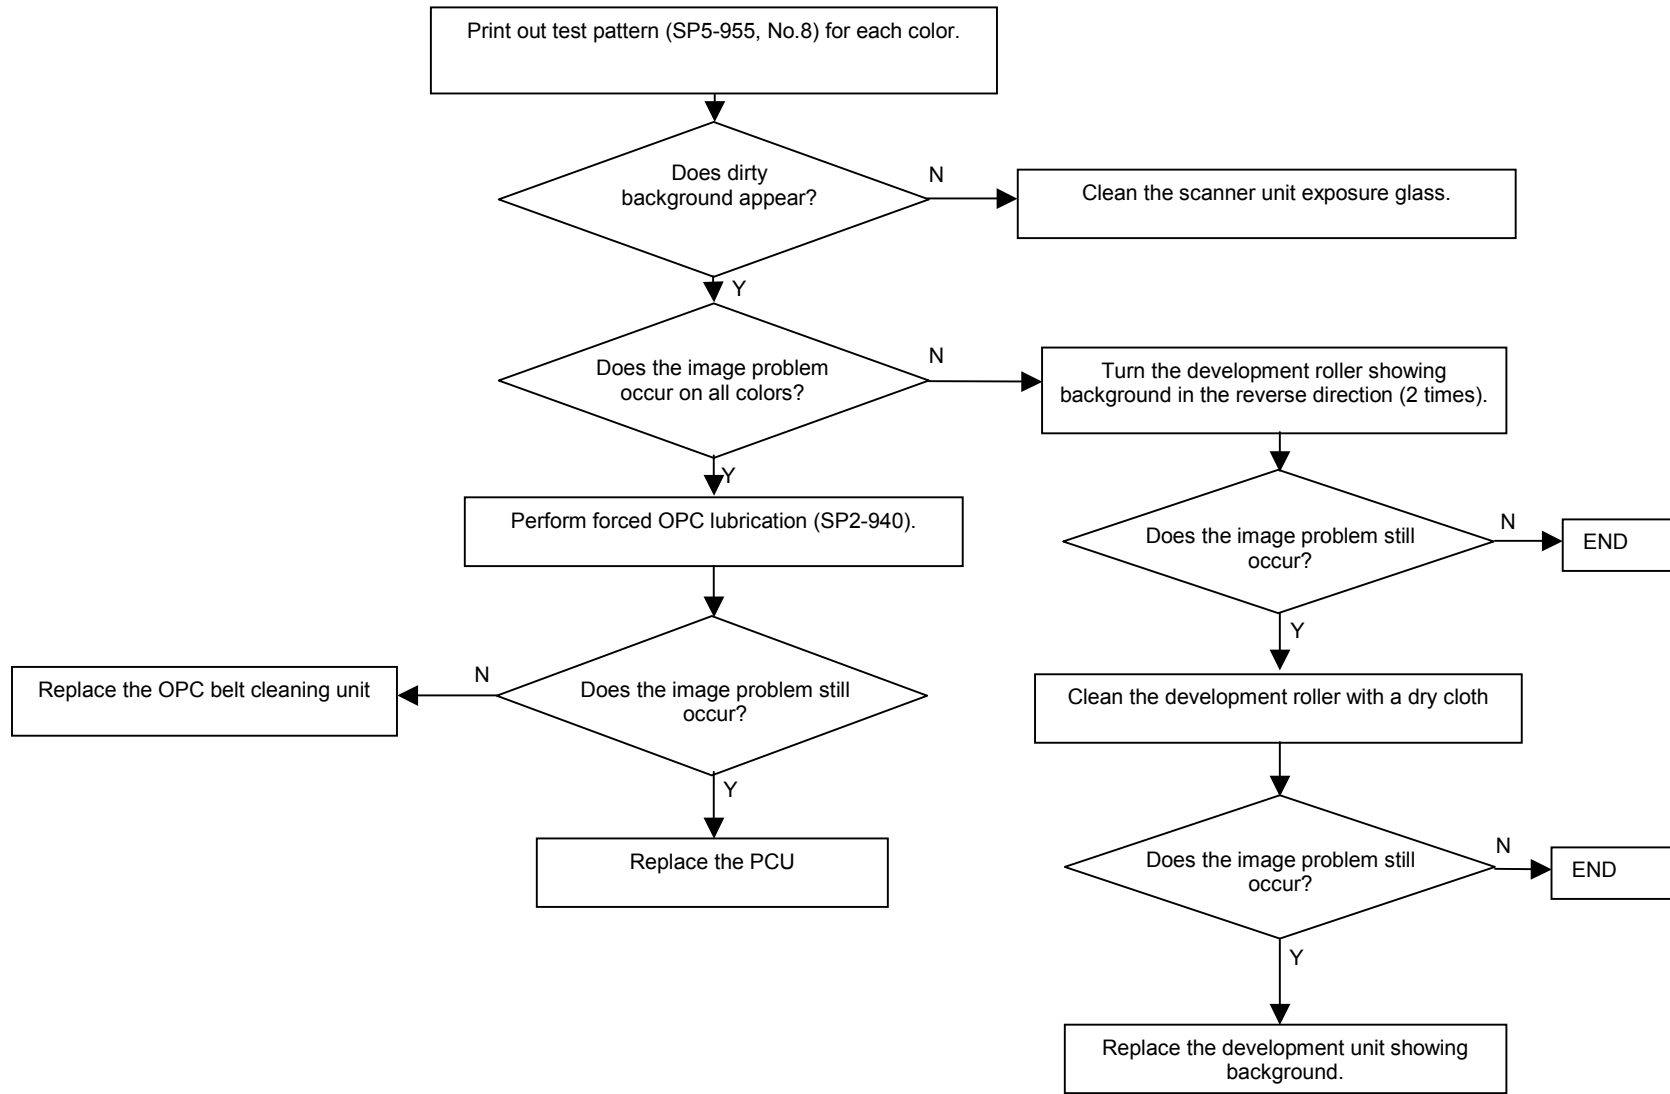 Print out test pattern (SP5-955, No.8) for each color.
Does dirty
background appear?
N
Clean the scanner unit exposure glass.
Y
Does the image problem
occur on all colors?
N
Turn the development roller showing
background in the reverse direction (2 times).
Y
Perform forced OPC lubrication (SP2-940).
Does the image problem still
occur?
N
END
Y
Replace the OPC belt cleaning unit
N
Does the image problem still
occur?
Clean the development roller with a dry cloth
Y
Replace the PCU
Does the image problem still
occur?
N
END
Y
Replace the development unit showing
background.